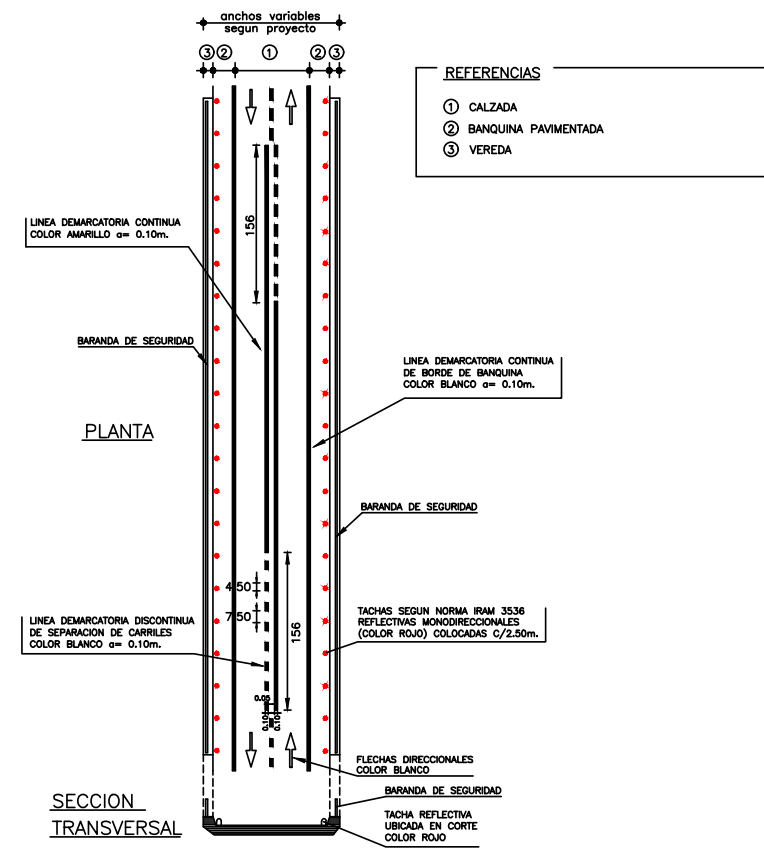 anchos variables
segun proyecto
3 2 1 2 3
REFERENCIAS
1 CALZADA
2 BANQUINA PAVIMENTADA
3 VEREDA
156
LINEA DEMARCATORIA CONTINUA
COLOR AMARILLO a= 0.10m.
BARANDA DE SEGURIDAD
LINEA DEMARCATORIA CONTINUA
DE BORDE DE BANQUINA
COLOR BLANCO a= 0.10m.
PLANTA
BARANDA DE SEGURIDAD
4.50
7.50
LINEA DEMARCATORIA DISCONTINUA
DE SEPARACION DE CARRILES
COLOR BLANCO a= 0.10m.
156
TACHAS SEGUN NORMA IRAM 3536
REFLECTIVAS MONODIRECCIONALES
(COLOR ROJO) COLOCADAS C/2.50m.
0.05
0.10
0.10
FLECHAS DIRECCIONALES
COLOR BLANCO
BARANDA DE SEGURIDAD
SECCION
TRANSVERSAL
TACHA REFLECTIVA
UBICADA EN CORTE
COLOR ROJO